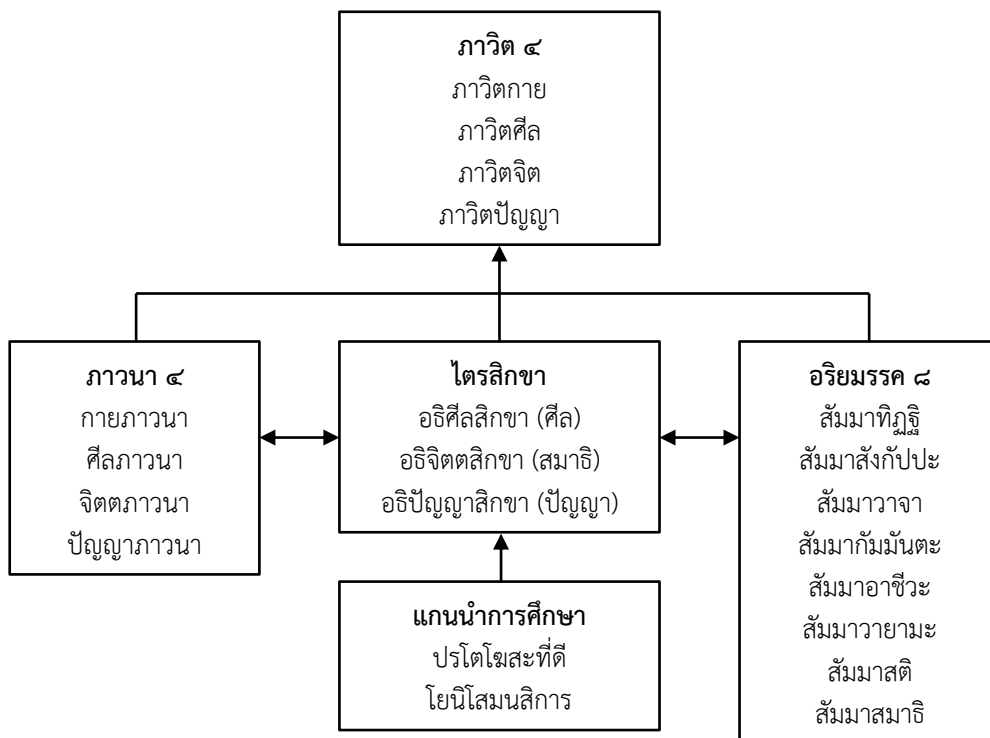 ภาวิต ๔
ภาวิตกาย
ภาวิตศีล
ภาวิตจิต
ภาวิตปัญญา
ภาวนา ๔
กายภาวนา
ศีลภาวนา
จิตตภาวนา
ปัญญาภาวนา
ไตรสิกขา
อธิศีลสิกขา (ศีล)
อธิจิตตสิกขา (สมาธิ)
อธิปัญญาสิกขา (ปัญญา)
อริยมรรค ๘
สัมมาทิฏฐิ
สัมมาสังกัปปะ
สัมมาวาจา
สัมมากัมมันตะ
สัมมาอาชีวะ
สัมมาวายามะ
สัมมาสติ
สัมมาสมาธิ
แกนนำการศึกษา
ปรโตโฆสะที่ดี
โยนิโสมนสิการ